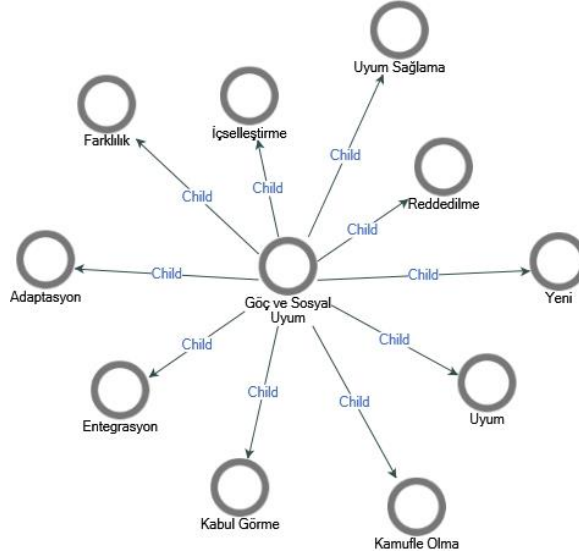 Uyum Sağlama
Farklılık
İçselleştirme
Child
Child
Child
Reddedilme
Child
Child
Child
Adaptasyon
Göç ve Sosyal
Uyum
Yeni
Child
Child
Child
Child
Entegrasyon
Uyum
Kabul Görme
Kamufle Olma